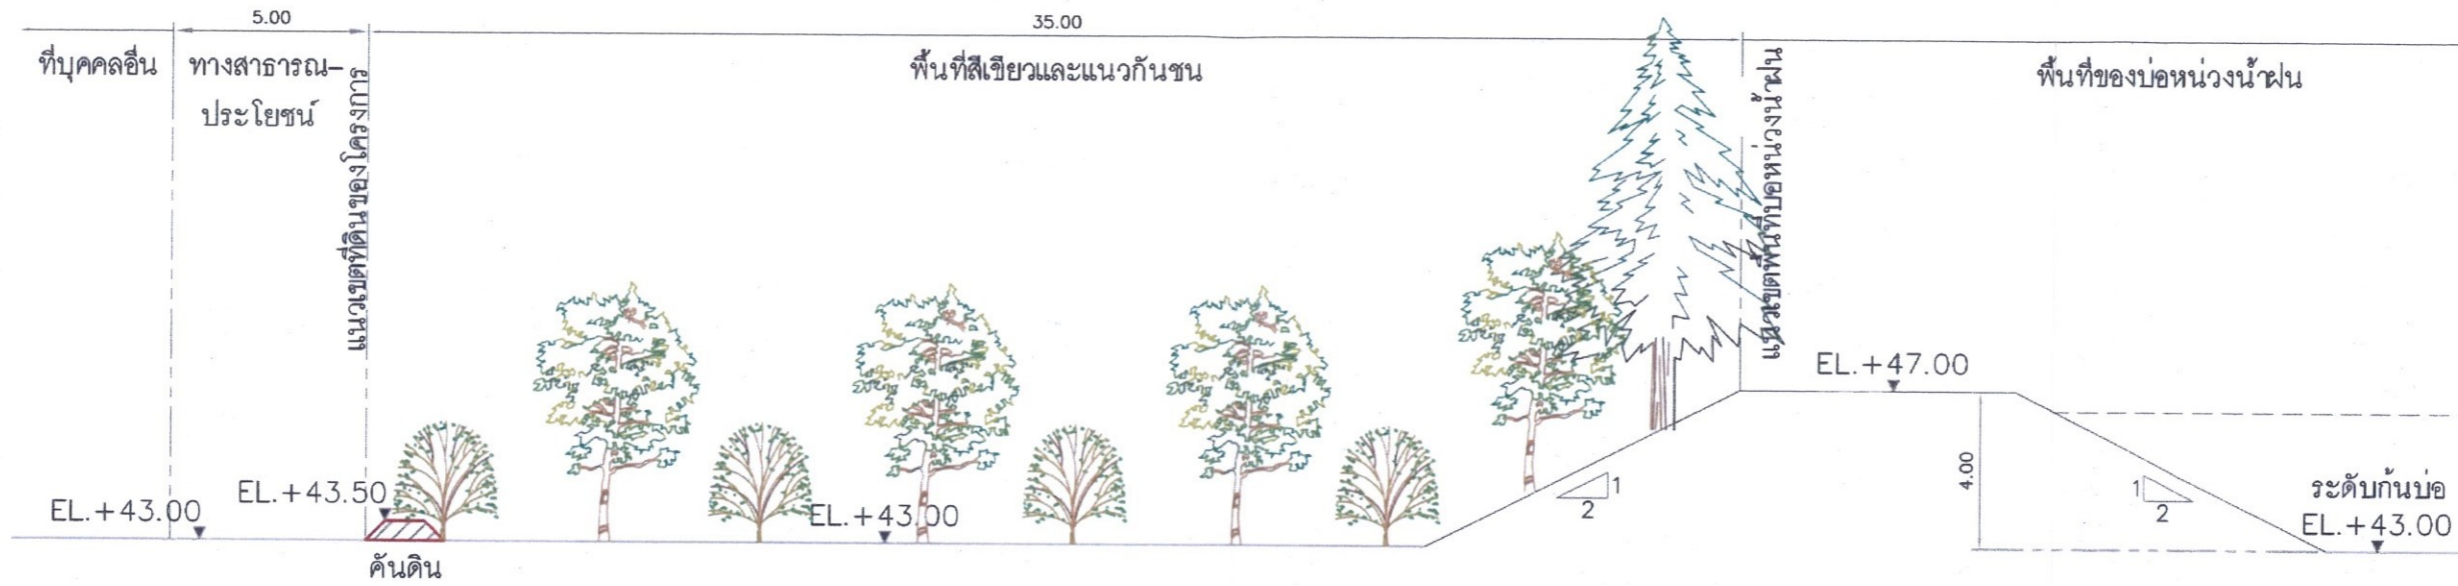 5.00
35.00
ที่บุคคลอื่น
ทางสาธารณ-
ประโยชน์
แนวเขตที่ดินของโครงการ
พื้นที่สีเขียวและแนวกันชน
แนวเขตพื้นที่บ่อหน่วงน้ำฝน
พื้นที่ของบ่อหน่วงน้ำฝน
EL.+47.00
EL.+43.00
EL.+43.50
EL.+43.00
1
2
4.00
1
2
ระดับก้นบ่อ
EL.+43.00
คันดิน